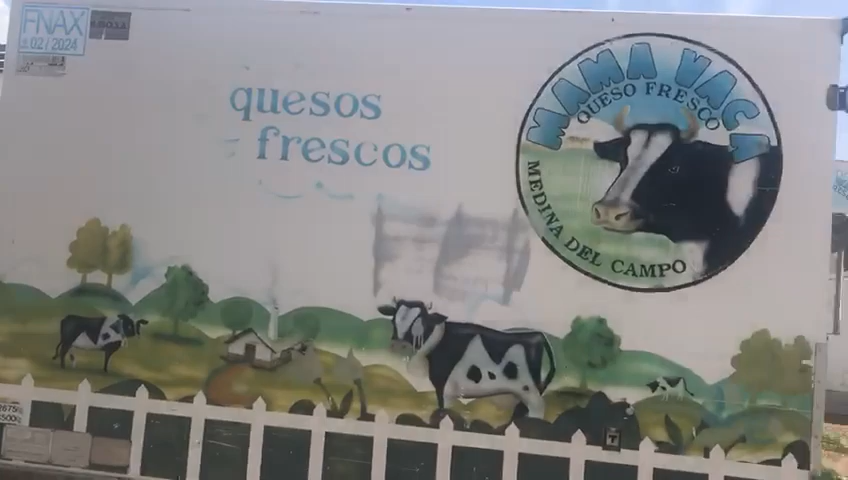 FNAX
02/2024
quesos
frescos
MAMA VACA
QUESO FRESCO
MEDINA DEL CAMPO
T